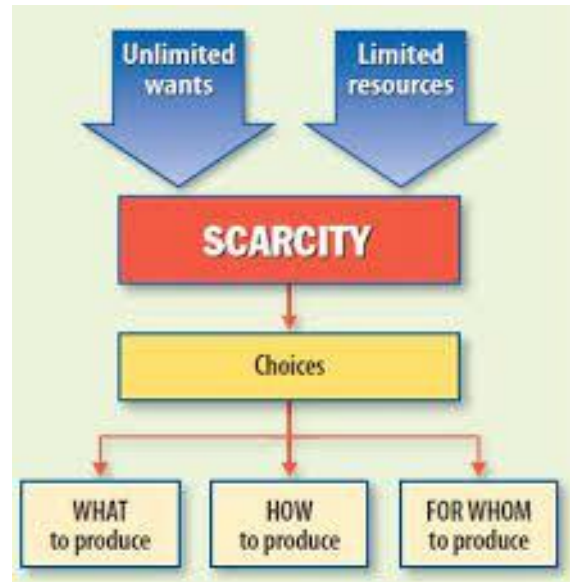 Unlimited
wants
Limited
resources
SCARCITY
Choices
WHAT
to produce
HOW
to produce
FOR WHOM
to produce